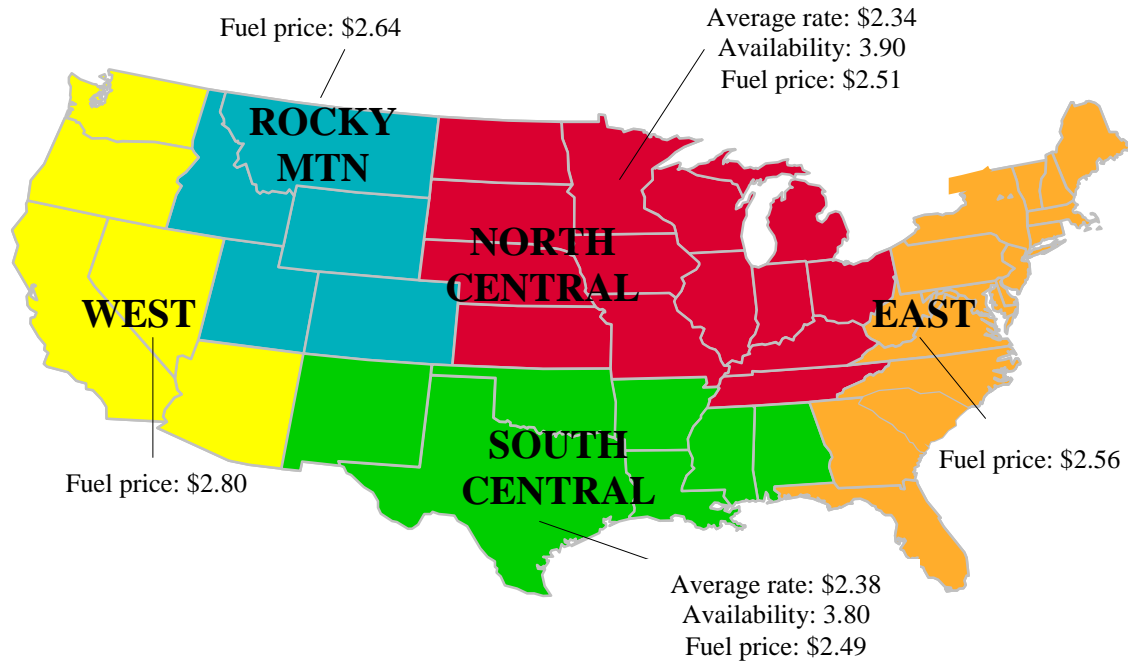 Fuel price: $2.64
Average rate: $2.34
Availability: 3.90
Fuel price: $2.51
ROCKY
MTN
NORTH
CENTRAL
WEST
EAST
SOUTH
CENTRAL
Fuel price: $2.80
Fuel price: $2.56
Average rate: $2.38
Availability: 3.80
Fuel price: $2.49